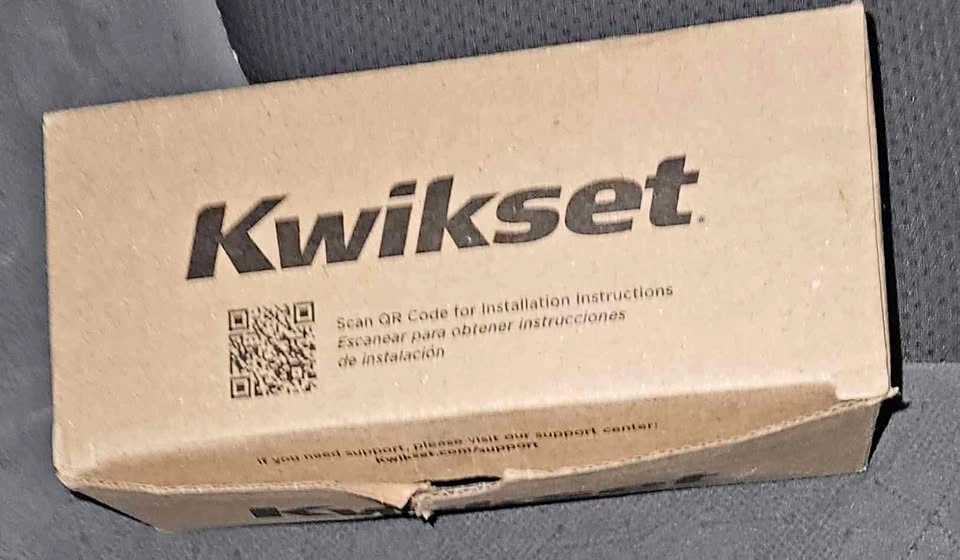 Kwikset.
Scan QR Code for Installation Instructions
Escanear para obtener instrucciones
de instalación
If you need support, please visit our support center:
Kwikset.com/support